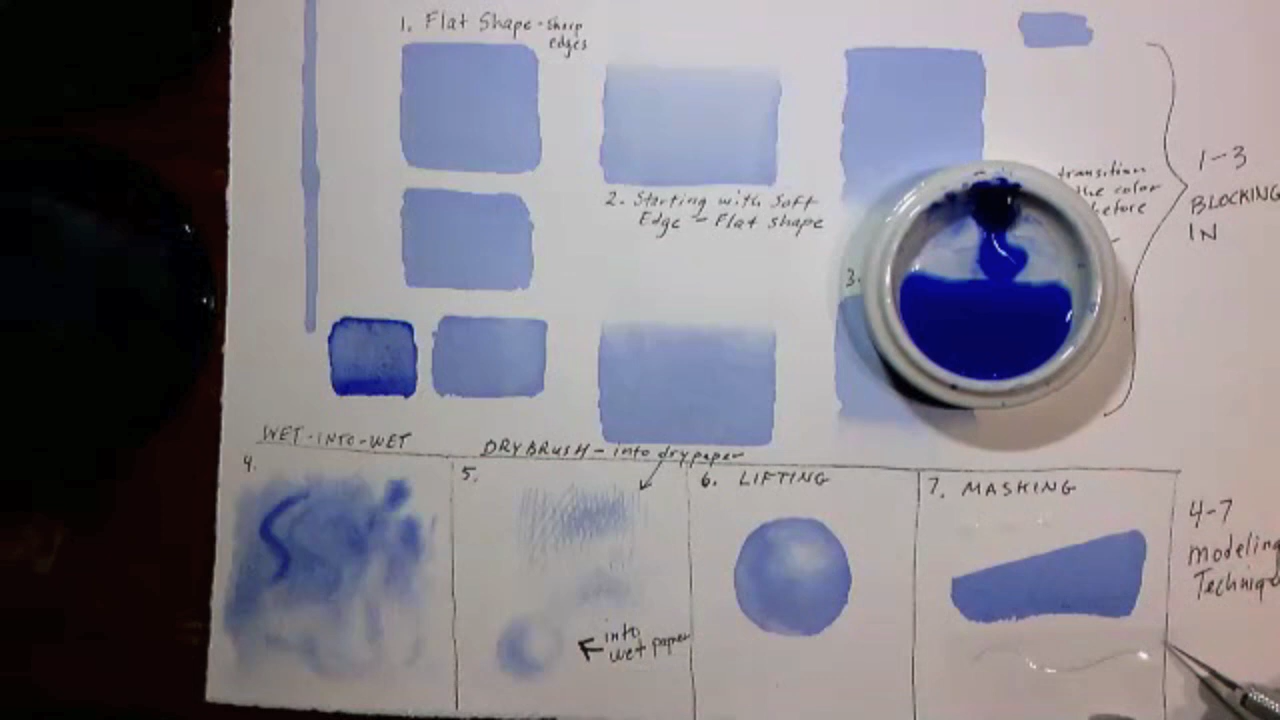 1. Flat Shape - sharp
edges
2. Starting with Soft
Edge - Flat shape
3.
transition
the color
before
1-3
BLOCKING
IN
WET-INTO-WET
DRYBRUSH - into dry paper
4.
5.
6. LIFTING
7. MASKING
into
wet paper
4-7
Modeling
Techniqu